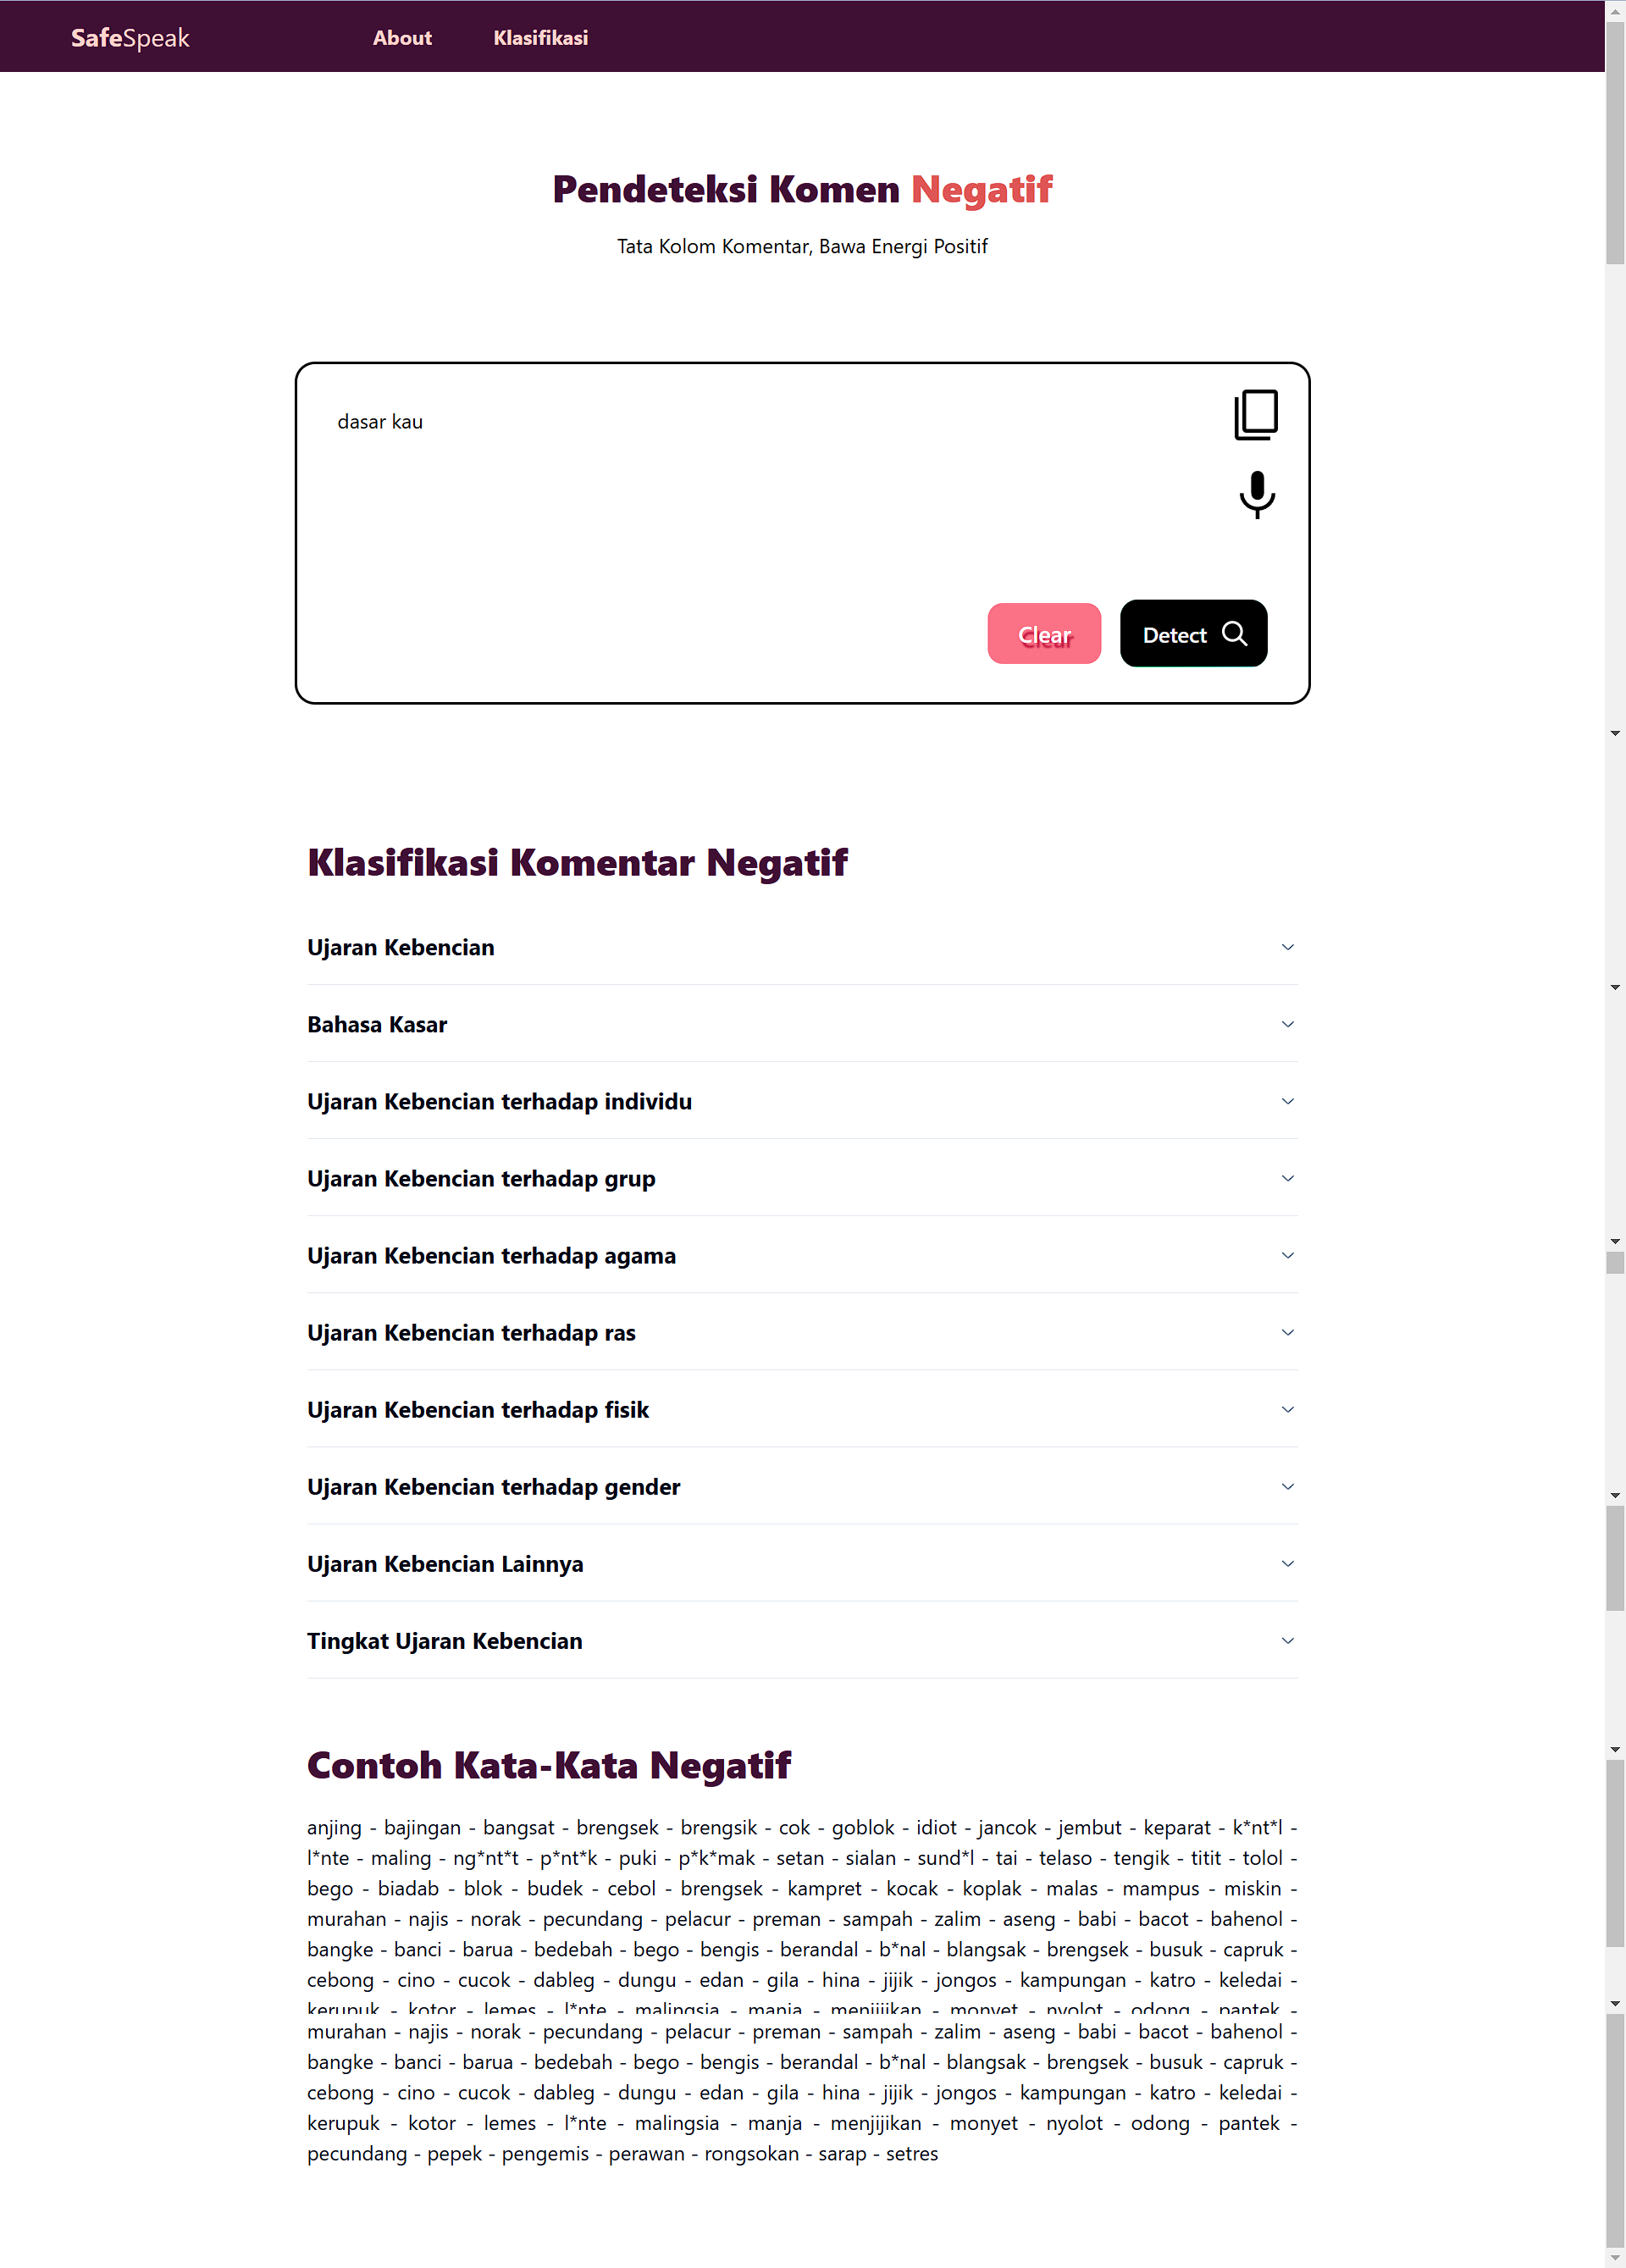 SafeSpeak About Klasifikasi
Pendeteksi Komen Negatif
Tata Kolom Komentar, Bawa Energi Positif
dasar kau
Clear Detect
Klasifikasi Komentar Negatif
Ujaran Kebencian
Bahasa Kasar
Ujaran Kebencian terhadap individu
Ujaran Kebencian terhadap grup
Ujaran Kebencian terhadap agama
Ujaran Kebencian terhadap ras
Ujaran Kebencian terhadap fisik
Ujaran Kebencian terhadap gender
Ujaran Kebencian Lainnya
Tingkat Ujaran Kebencian
Contoh Kata-Kata Negatif
anjing - bajingan - bangsat - brengsek - brengsik - cok - goblok - idiot - jancok - jembut - keparat - k*nt*l -
l*nte - maling - ng*nt*t - p*nt*k - puki - p*k*mak - setan - sialan - sund*l - tai - telaso - tengik - titit - tolol -
bego - biadab - blok - budek - cebol - brengsek - kampret - kocak - koplak - malas - mampus - miskin -
murahan - najis - norak - pecundang - pelacur - preman - sampah - zalim - aseng - babi - bacot - bahenol -
bangke - banci - barua - bedebah - bego - bengis - berandal - b*nal - blangsak - brengsek - busuk - capruk -
cebong - cino - cucok - dableg - dungu - edan - gila - hina - jijik - jongos - kampungan - katro - keledai -
kerupuk - kotor - lemes - l*nte - malingsia - manja - menjijikan - monyet - nyolot - odong - pantek -
murahan - najis - norak - pecundang - pelacur - preman - sampah - zalim - aseng - babi - bacot - bahenol -
bangke - banci - barua - bedebah - bego - bengis - berandal - b*nal - blangsak - brengsek - busuk - capruk -
cebong - cino - cucok - dableg - dungu - edan - gila - hina - jijik - jongos - kampungan - katro - keledai -
kerupuk - kotor - lemes - l*nte - malingsia - manja - menjijikan - monyet - nyolot - odong - pantek -
pecundang - pepek - pengemis - perawan - rongsokan - sarap - setres